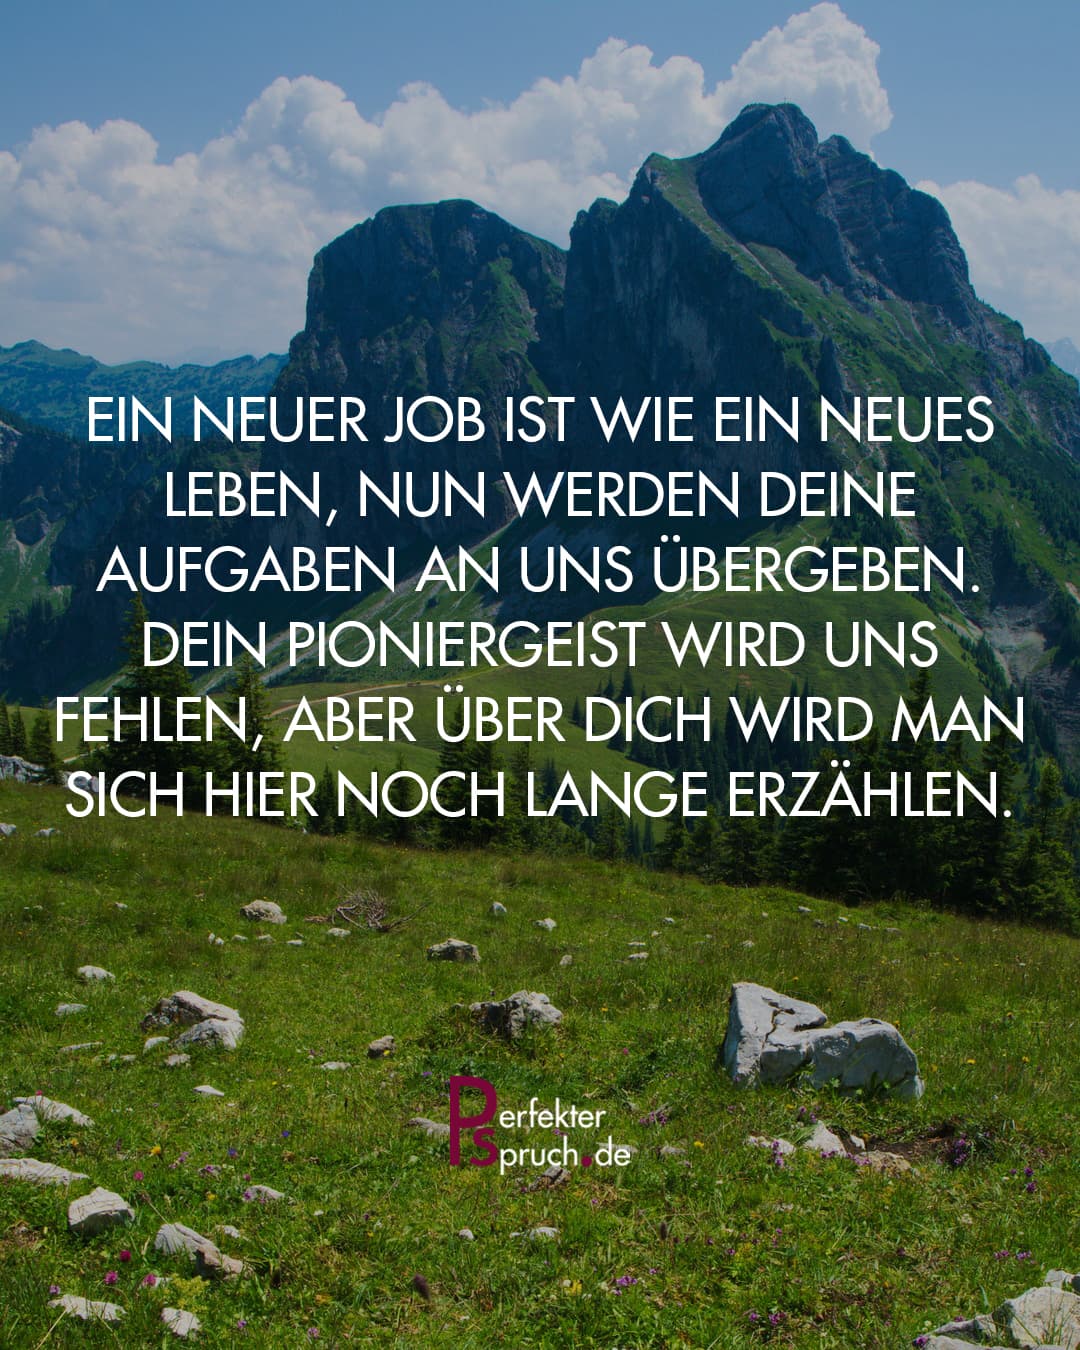 EIN NEUER JOB IST WIE EIN NEUES
LEBEN, NUN WERDEN DEINE
AUFGABEN AN UNS ÜBERGEBEN.
DEIN PIONIERGEIST WIRD UNS
FEHLEN, ABER ÜBER DICH WIRD MAN
SICH HIER NOCH LANGE ERZÄHLEN.
Perfekter
Spruch.de